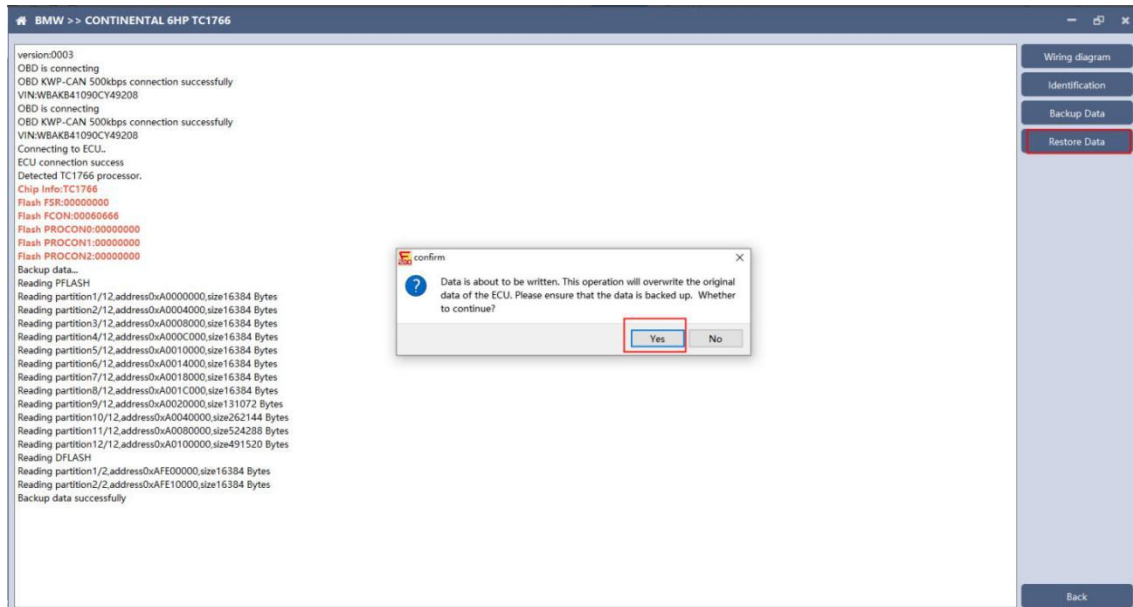 BMW >> CONTINENTAL 6HP TC1766
version:0003
OBD is connecting
OBD KWP-CAN 500kbps connection successfully
VIN:WBAKB41090CY49208
OBD is connecting
OBD KWP-CAN 500kbps connection successfully
VIN:WBAKB41090CY49208
Connecting to ECU..
ECU connection success
Detected TC1766 processor.
Chip Info:TC1766
Flash FSR:00000000
Flash FCON:00060666
Flash PROCON0:00000000
Flash PROCON1:00000000
Flash PROCON2:00000000
Backup data...
Reading PFLASH
Reading partition1/12,address0xA0000000,size16384 Bytes
Reading partition2/12,address0xA0004000,size16384 Bytes
Reading partition3/12,address0xA0008000,size16384 Bytes
Reading partition4/12,address0xA000C000,size16384 Bytes
Reading partition5/12,address0xA0010000,size16384 Bytes
Reading partition6/12,address0xA0014000,size16384 Bytes
Reading partition7/12,address0xA0018000,size16384 Bytes
Reading partition8/12,address0xA001C000,size16384 Bytes
Reading partition9/12,address0xA0020000,size131072 Bytes
Reading partition10/12,address0xA0040000,size262144 Bytes
Reading partition11/12,address0xA0080000,size524288 Bytes
Reading partition12/12,address0xA0100000,size491520 Bytes
Reading DFLASH
Reading partition1/2,address0xAFE00000,size16384 Bytes
Reading partition2/2,address0xAFE10000,size16384 Bytes
Backup data successfully
confirm
Data is about to be written. This operation will overwrite the original
data of the ECU. Please ensure that the data is backed up. Whether
to continue?
Yes
No
Wiring diagram
Identification
Backup Data
Restore Data
Back